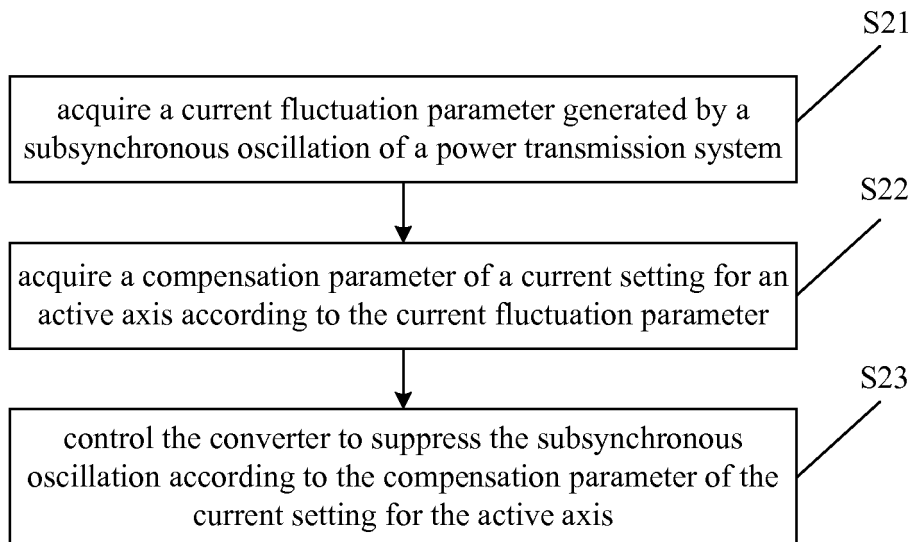 S21
acquire a current fluctuation parameter generated by a
subsynchronous oscillation of a power transmission system
S22
acquire a compensation parameter of a current setting for an
active axis according to the current fluctuation parameter
S23
control the converter to suppress the subsynchronous
oscillation according to the compensation parameter of the
current setting for the active axis